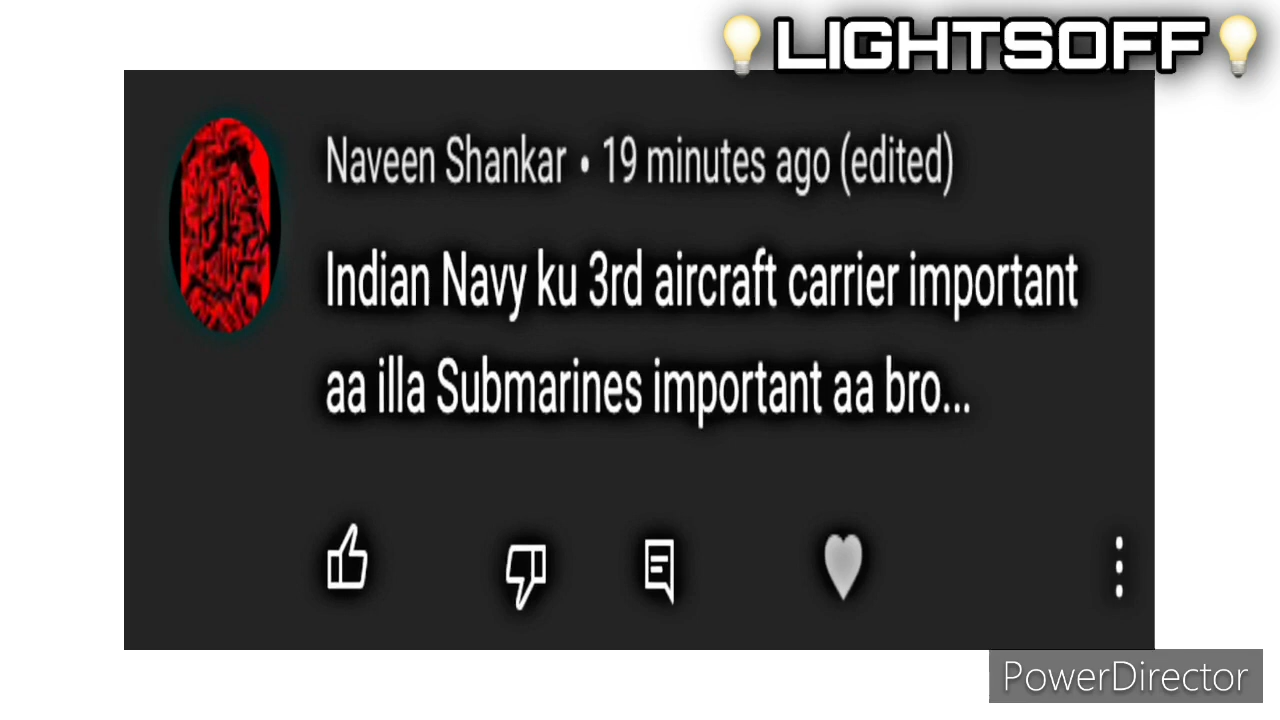 LIGHTSOFF
Naveen Shankar • 19 minutes ago (edited)
Indian Navy ku 3rd aircraft carrier important
aa illa Submarines important aa bro...
PowerDirector